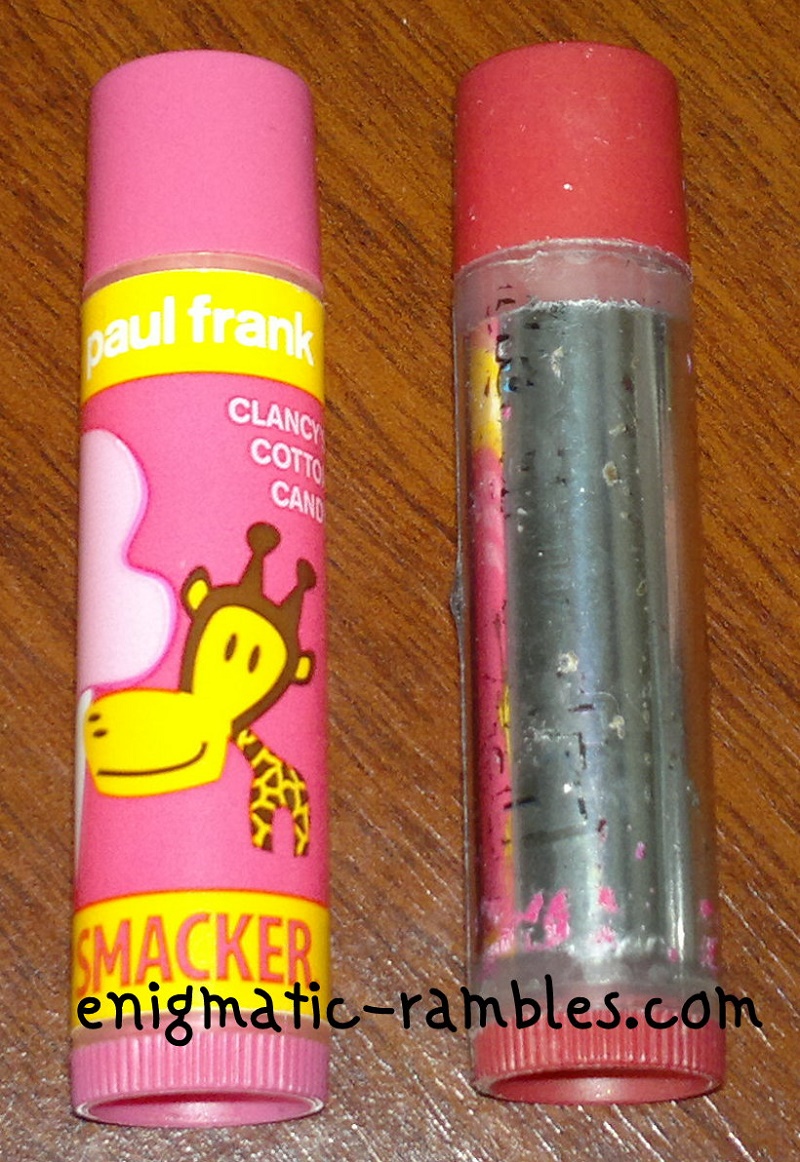 paul frank
CLANCY'S
COTTO
CAND
SMACKER
enigmatic-rambles.com